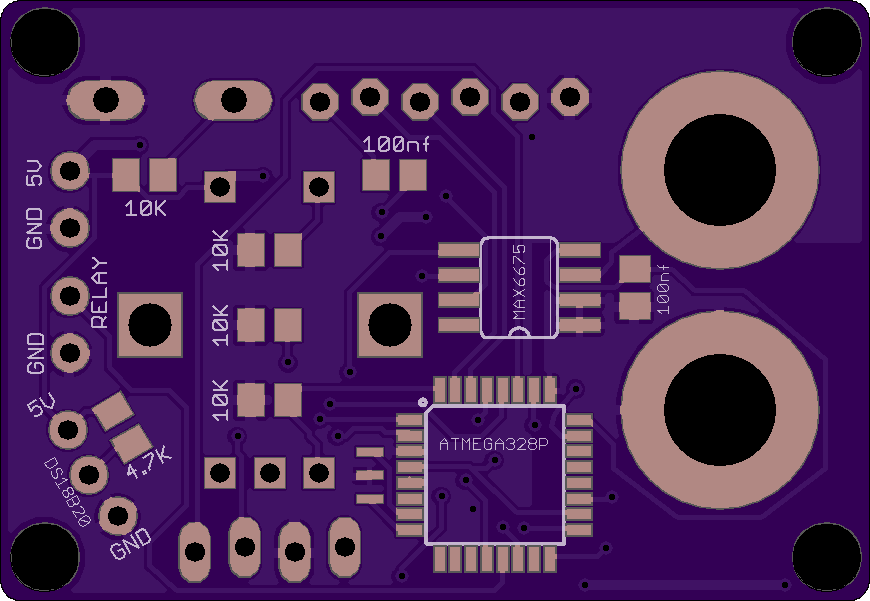 100nf
5V
10K
GND
10K
MAX6675
100nf
RELAY
10K
GND
10K
5V
ATMEGA328P
4.7K
DS18B20
GND